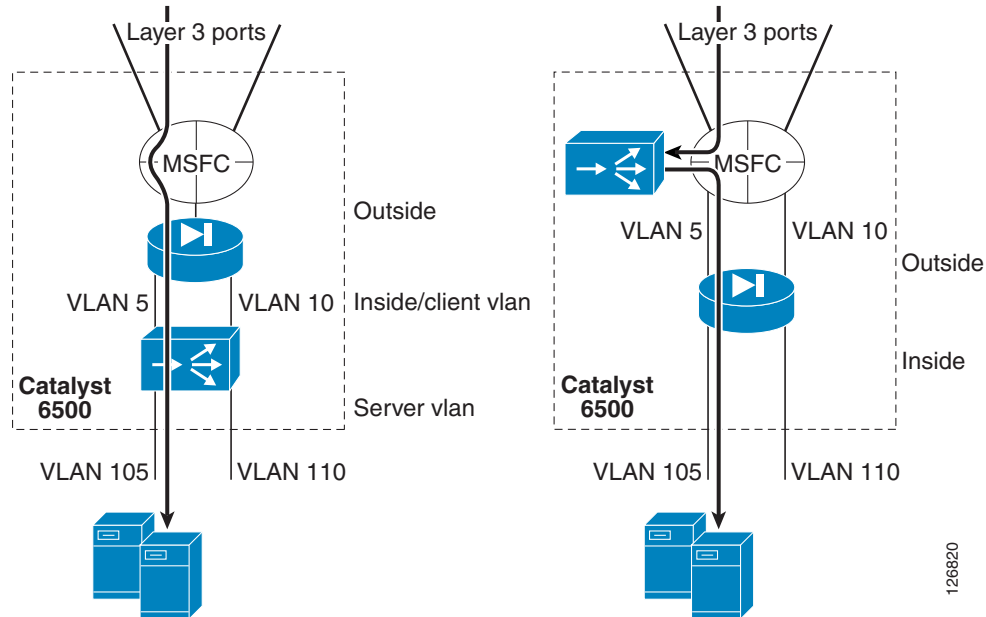 Layer 3 ports
MSFC
Outside
VLAN 5
VLAN 10
Inside/client vlan
Catalyst
6500
Server vlan
VLAN 105
VLAN 110
Layer 3 ports
MSFC
VLAN 5
VLAN 10
Outside
Inside
Catalyst
6500
VLAN 105
VLAN 110
126820